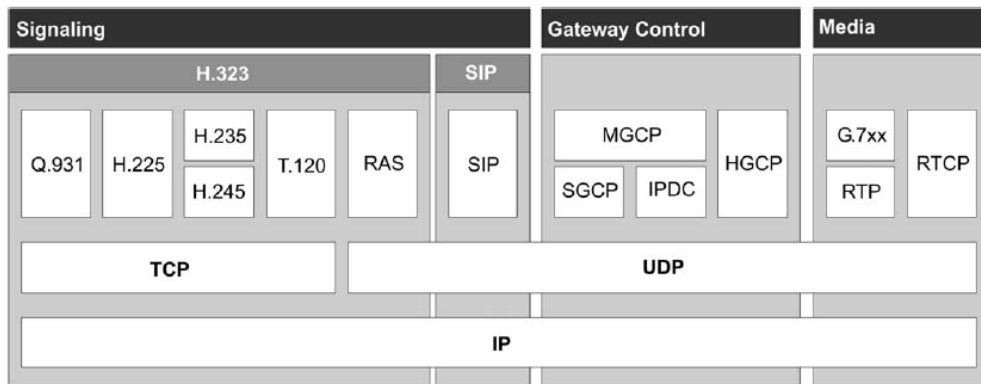 Signaling
Gateway Control
Media
H.323
SIP
Q.931
H.225
H.235
H.245
T.120
RAS
SIP
MGCP
SGCP
IPDC
HGCP
G.7xx
RTP
RTCP
TCP
UDP
IP